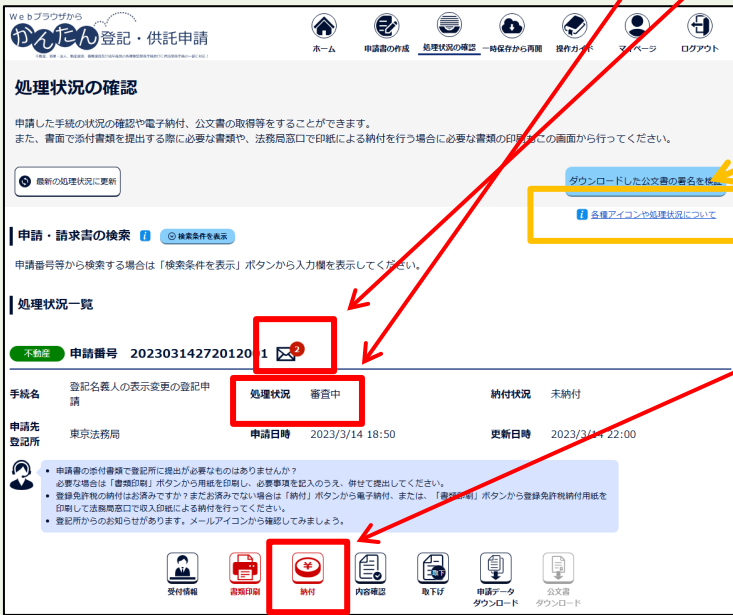 Webブラウザから
かんたん登記・供託申請
ホーム
申請書の作成
処理状況の確認
一時保存から再開
操作ガイド
マイページ
ログアウト
処理状況の確認
申請した手続の状況の確認や電子納付、公文書の取得等をすることができます。
また、書面で添付書類を提出する際に必要な書類や、法務局窓口で印紙による納付を行う場合に必要な書類の印刷もこの画面から行ってください。
最新の処理状況に更新
ダウンロードした公文書の署名を検証
各種アイコンや処理状況について
申請・請求書の検索
検索条件を表示
申請番号等から検索する場合は「検索条件を表示」ボタンから入力欄を表示してください。
処理状況一覧
不動産 申請番号 20230314272012001 2
手続名 登記名義人の表示変更の登記申請
処理状況 審査中
納付状況 未納付
申請先登記所 東京法務局
申請日時 2023/3/14 18:50
更新日時 2023/3/14 22:00
• 申請書の添付書類で登記所に提出が必要なものはありませんか?
必要な場合は「書類印刷」ボタンから用紙を印刷し、必要事項を記入のうえ、併せて提出してください。
• 登録免許税の納付はお済みですか?まだお済みでない場合は「納付」ボタンから電子納付、または、「書類印刷」ボタンから登録免許税納付用紙を
印刷して法務局窓口で収入印紙による納付を行ってください。
• 登記所からのお知らせがあります。メールアイコンから確認してみましょう。
受付情報
書類印刷
納付
内容確認
取下
取下げ
申請データ
ダウンロード
公文書
ダウンロード